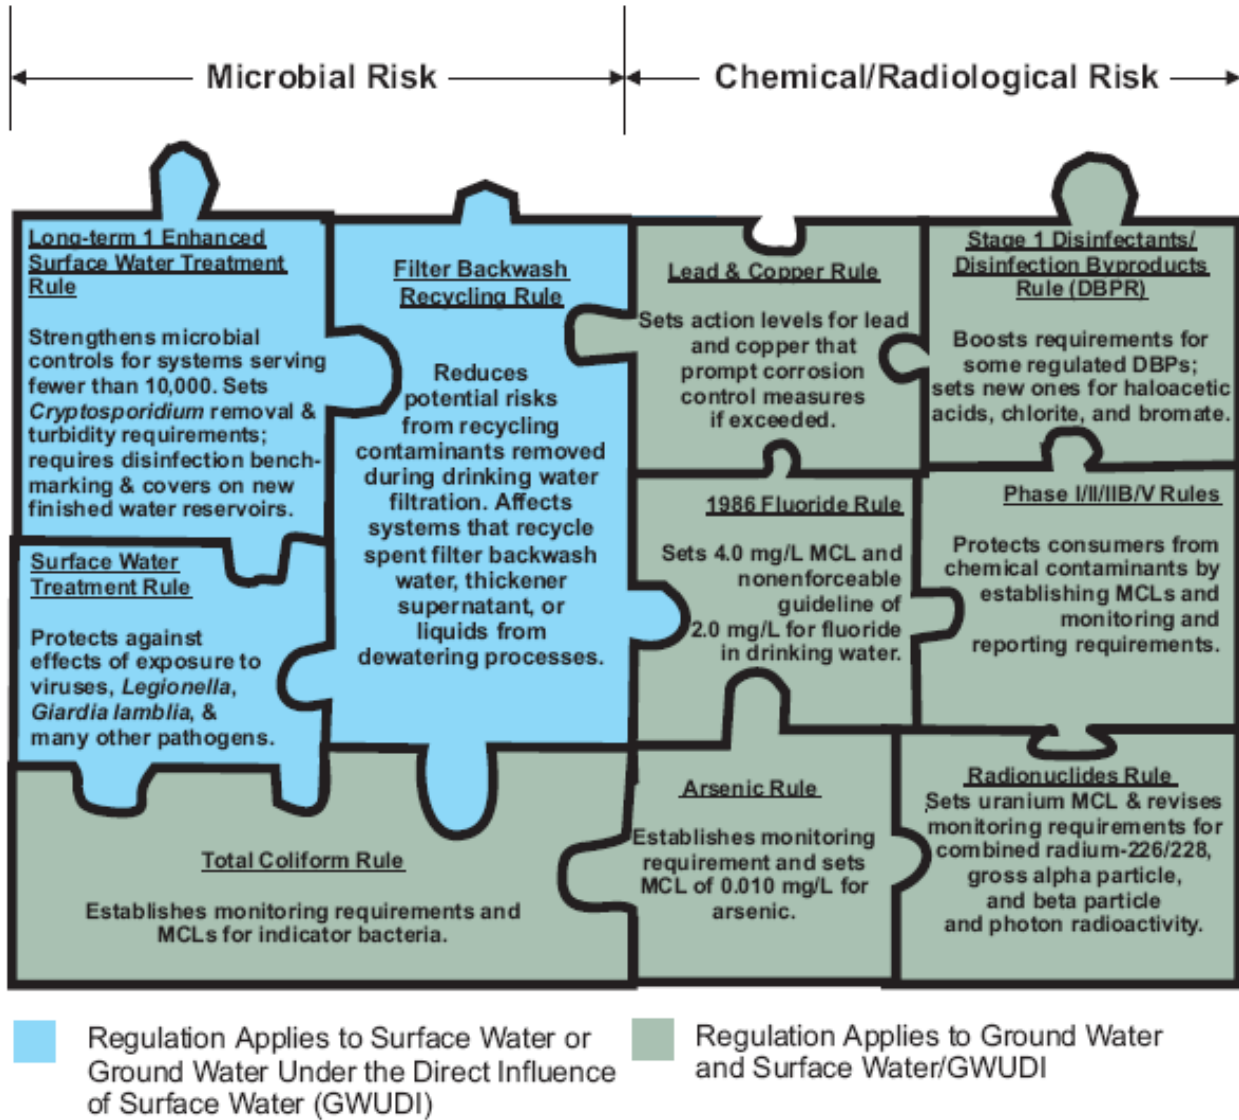 Microbial Risk
Chemical/Radiological Risk
Long-term 1 Enhanced
Surface Water Treatment
Rule
Strengthens microbial
controls for systems serving
fewer than 10,000. Sets
Cryptosporidium removal &
turbidity requirements;
requires disinfection bench-
marking & covers on new
finished water reservoirs.
Filter Backwash
Recycling Rule
Reduces
potential risks
from recycling
contaminants removed
during drinking water
filtration. Affects
systems that recycle
spent filter backwash
water, thickener
supernatant, or
liquids from
dewatering processes.
Lead & Copper Rule
Sets action levels for lead
and copper that
prompt corrosion
control measures
if exceeded.
Stage 1 Disinfectants/
Disinfection Byproducts
Rule (DBPR)
Boosts requirements for
some regulated DBPs;
sets new ones for haloacetic
acids, chlorite, and bromate.
Surface Water
Treatment Rule
Protects against
effects of exposure to
viruses, Legionella,
Giardia lamblia, &
many other pathogens.
1986 Fluoride Rule
Sets 4.0 mg/L MCL and
nonenforceable
guideline of
2.0 mg/L for fluoride
in drinking water.
Phase I/II/IIB/V Rules
Protects consumers from
chemical contaminants by
establishing MCLs and
monitoring and
reporting requirements.
Total Coliform Rule
Establishes monitoring requirements and
MCLs for indicator bacteria.
Arsenic Rule
Establishes monitoring
requirement and sets
MCL of 0.010 mg/L for
arsenic.
Radionuclides Rule
Sets uranium MCL & revises
monitoring requirements for
combined radium-226/228,
gross alpha particle,
and beta particle
and photon radioactivity.
Regulation Applies to Surface Water or
Ground Water Under the Direct Influence
of Surface Water (GWUDI)
Regulation Applies to Ground Water
and Surface Water/GWUDI